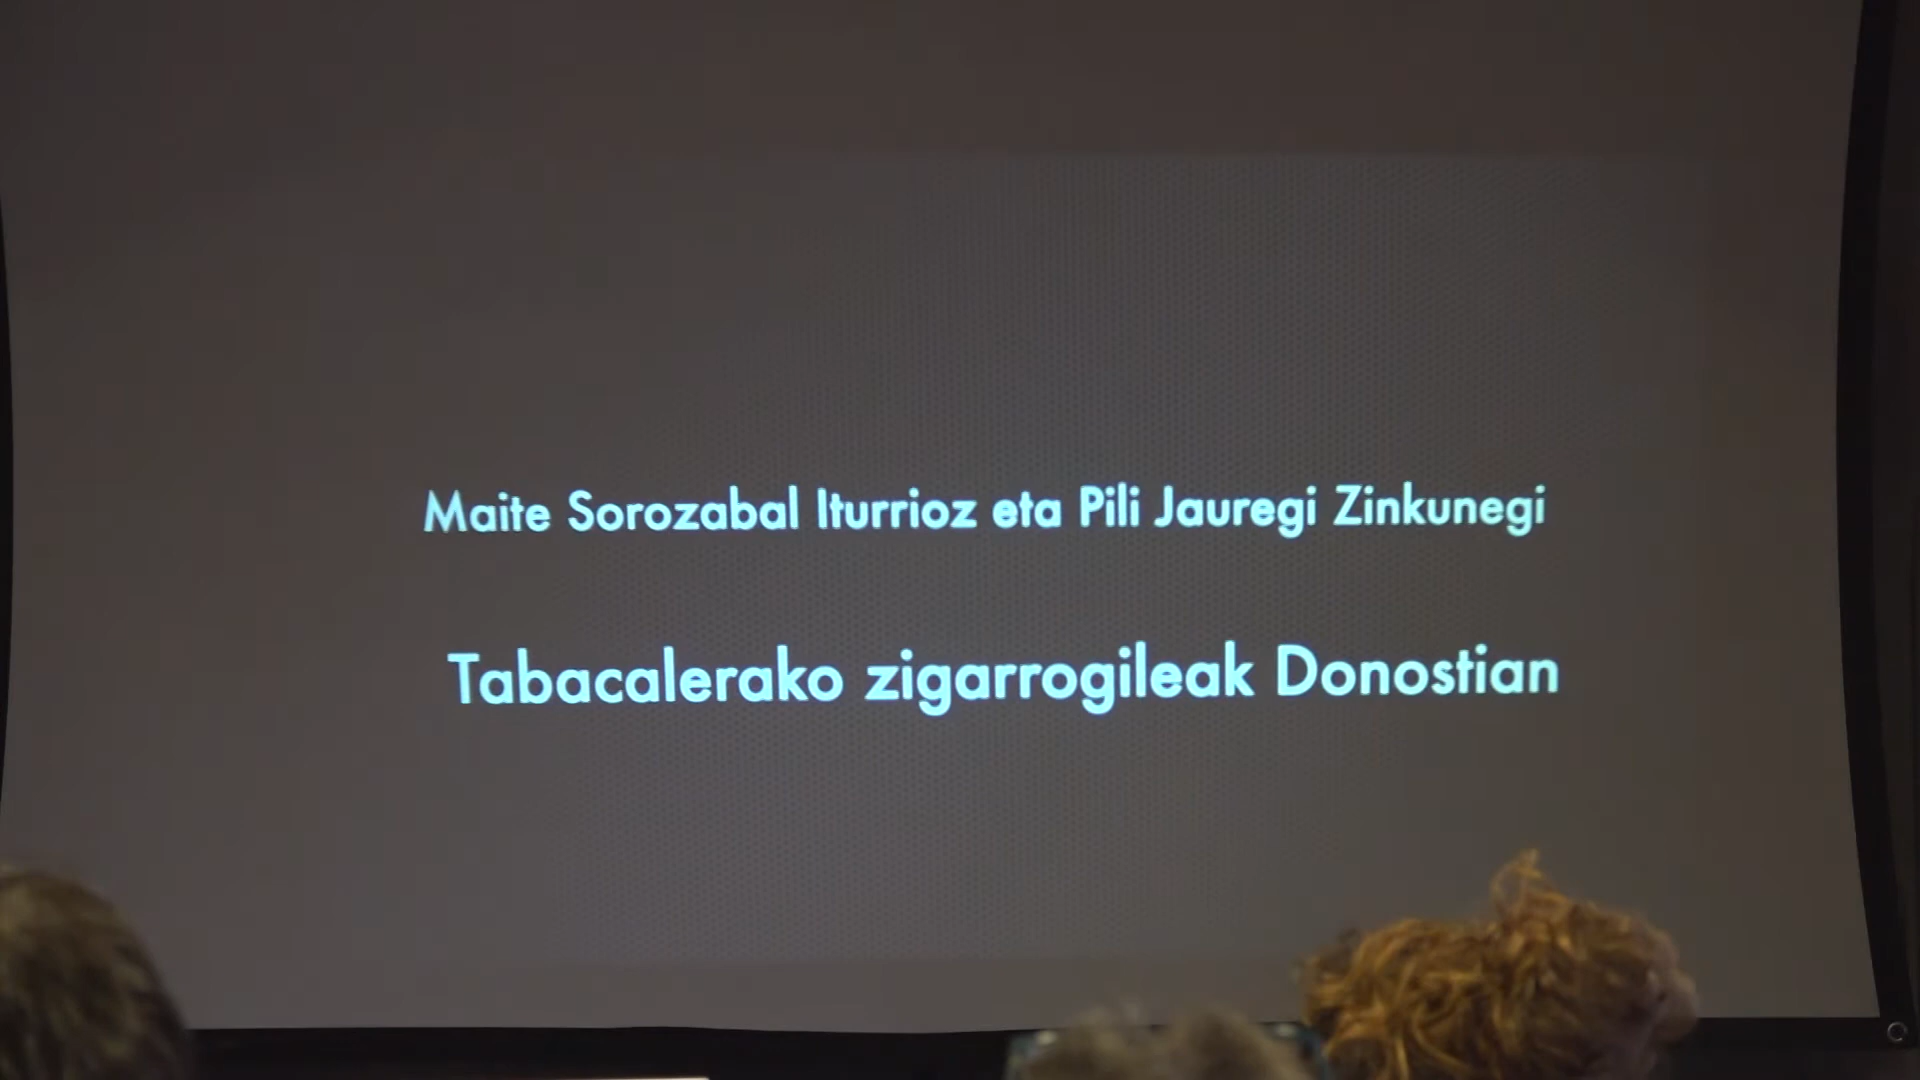 Maite Sorozabal Iturrioz eta Pili Jauregi Zinkunegi
Tabacalerako zigarrogileak Donostian